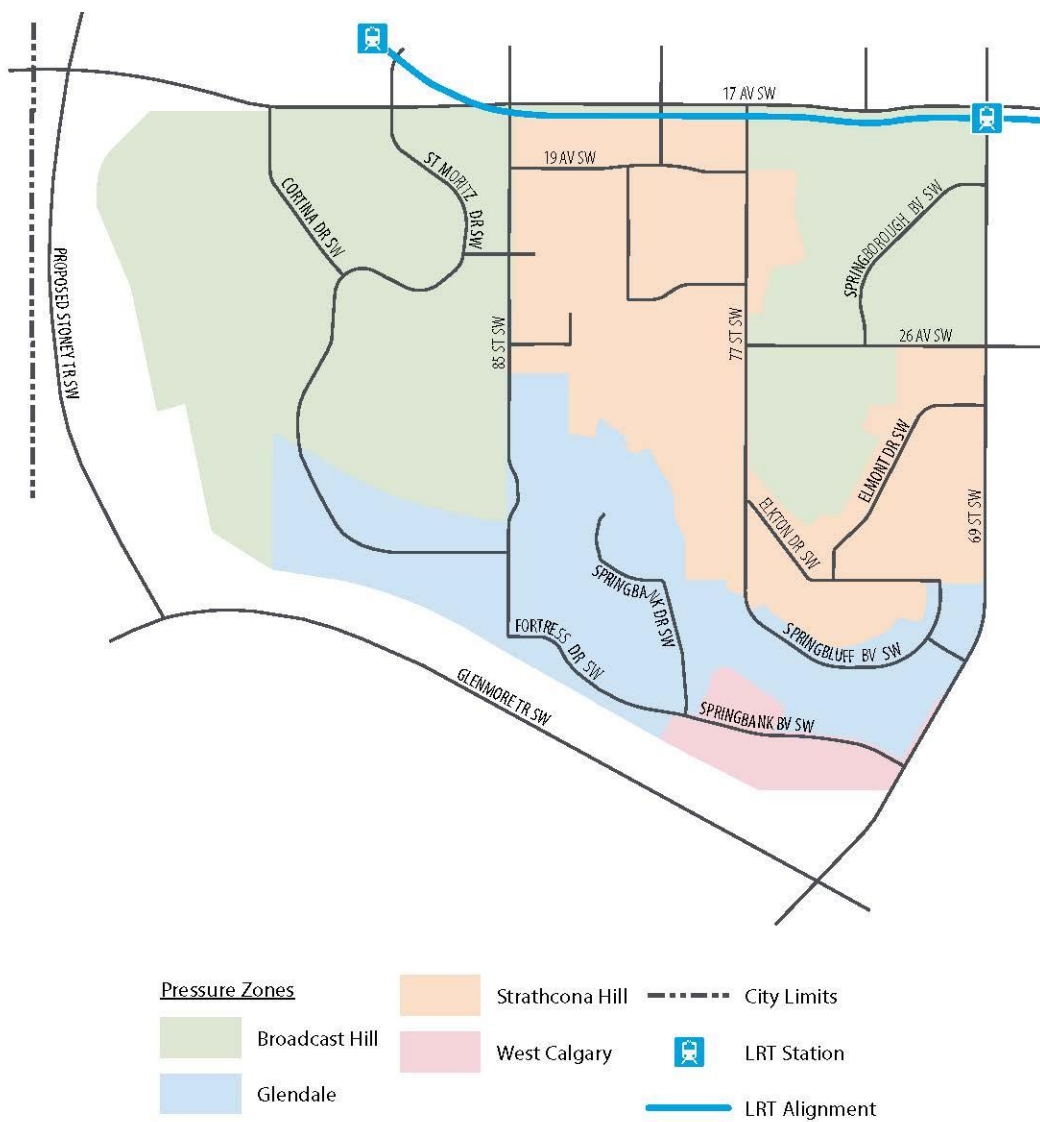 17 AV SW
19 AV SW
ST MORITZ DR SW
CORTINA DR SW
SPRINGBOROUGH BV SW
PROPOSED STONEY TR SW
85 ST SW
77 ST SW
26 AV SW
ELMONT DR SW
69 ST SW
ELKTON DR SW
SPRINGBANK DR SW
FORTRESS DR SW
SPRINGBLUFF BV SW
GLENMORE TR SW
SPRINGBANK BV SW
Pressure Zones
Broadcast Hill
Glendale
Strathcona Hill
West Calgary
City Limits
LRT Station
LRT Alignment